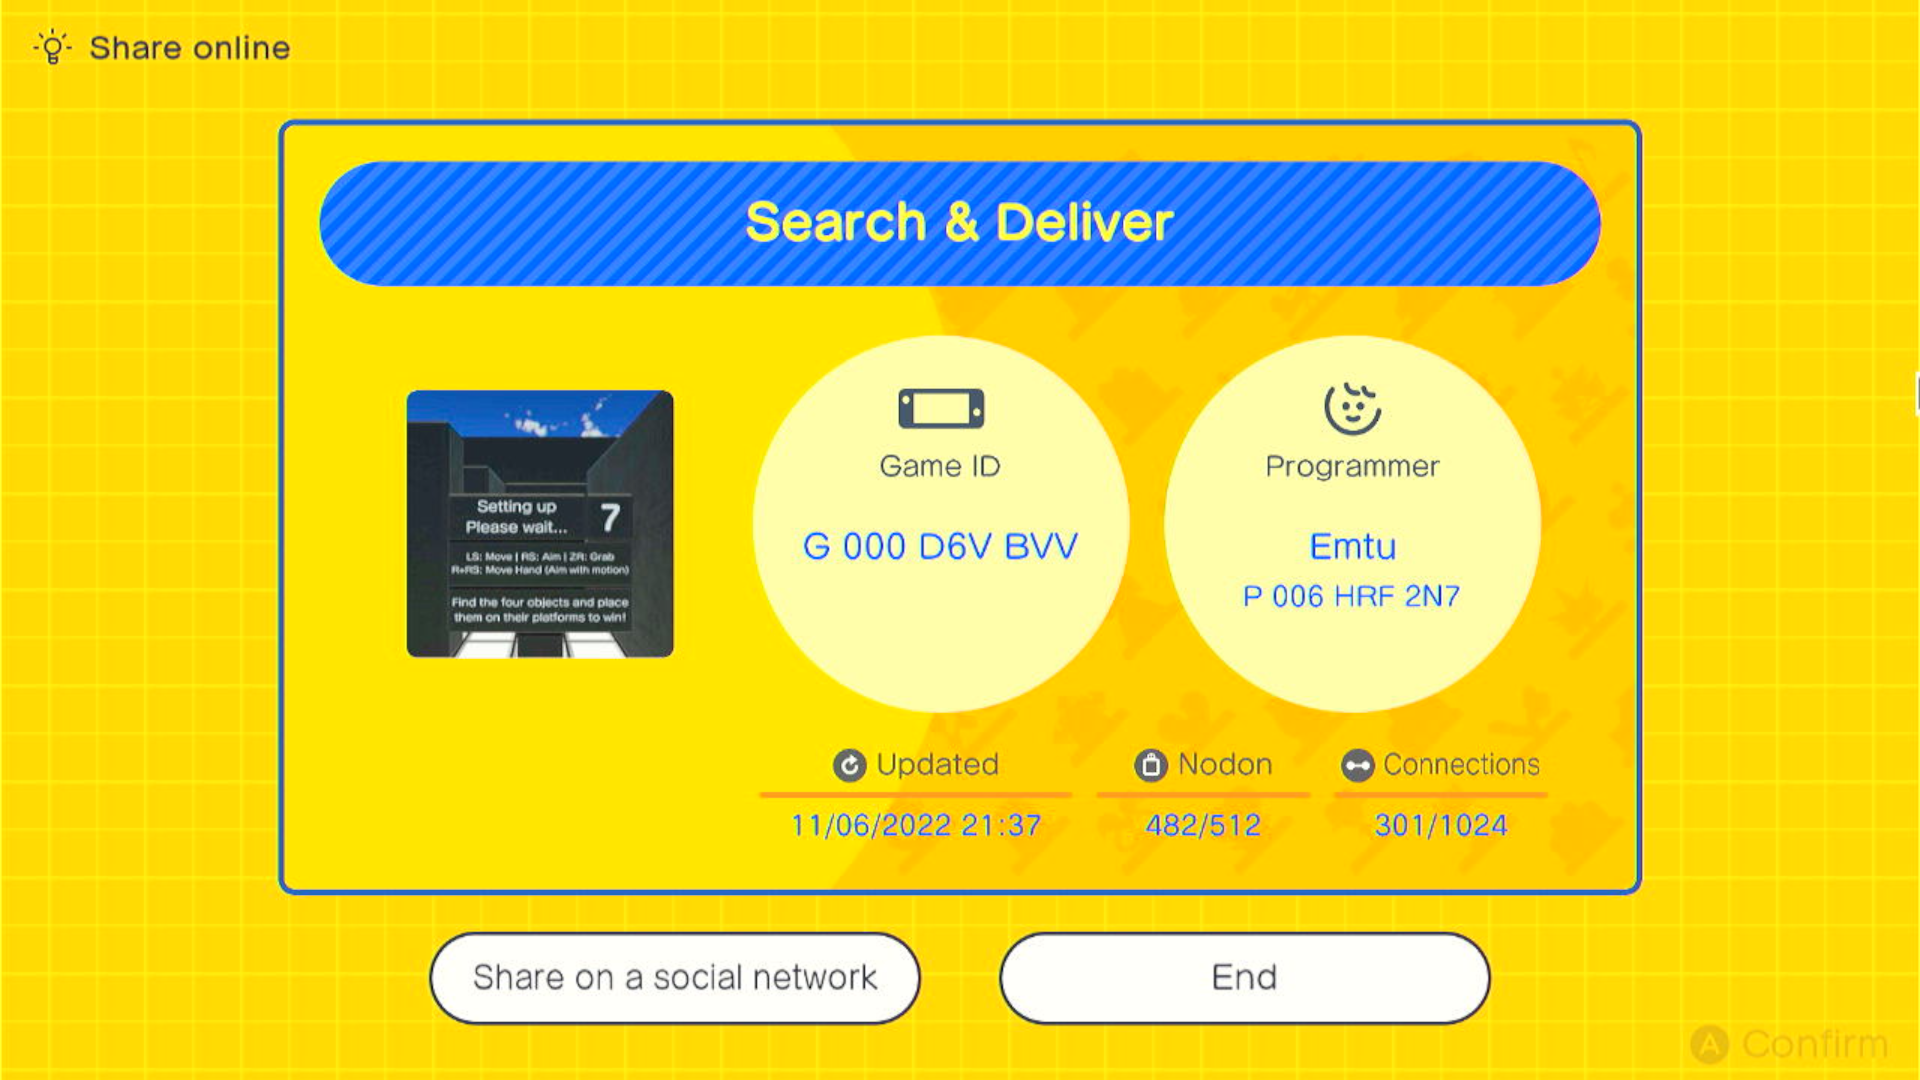 Share online
Search & Deliver
Setting up
Please wait...
7
LS: Move | RS: Aim | ZR: Grab
R+RS: Move Hand (Aim with motion)
Find the four objects and place
them on their platforms to win!
Game ID
G 000 D6V BVV
Programmer
Emtu
P 006 HRF 2N7
Updated
11/06/2022 21:37
Nodon
482/512
Connections
301/1024
Share on a social network
End
A Confirm